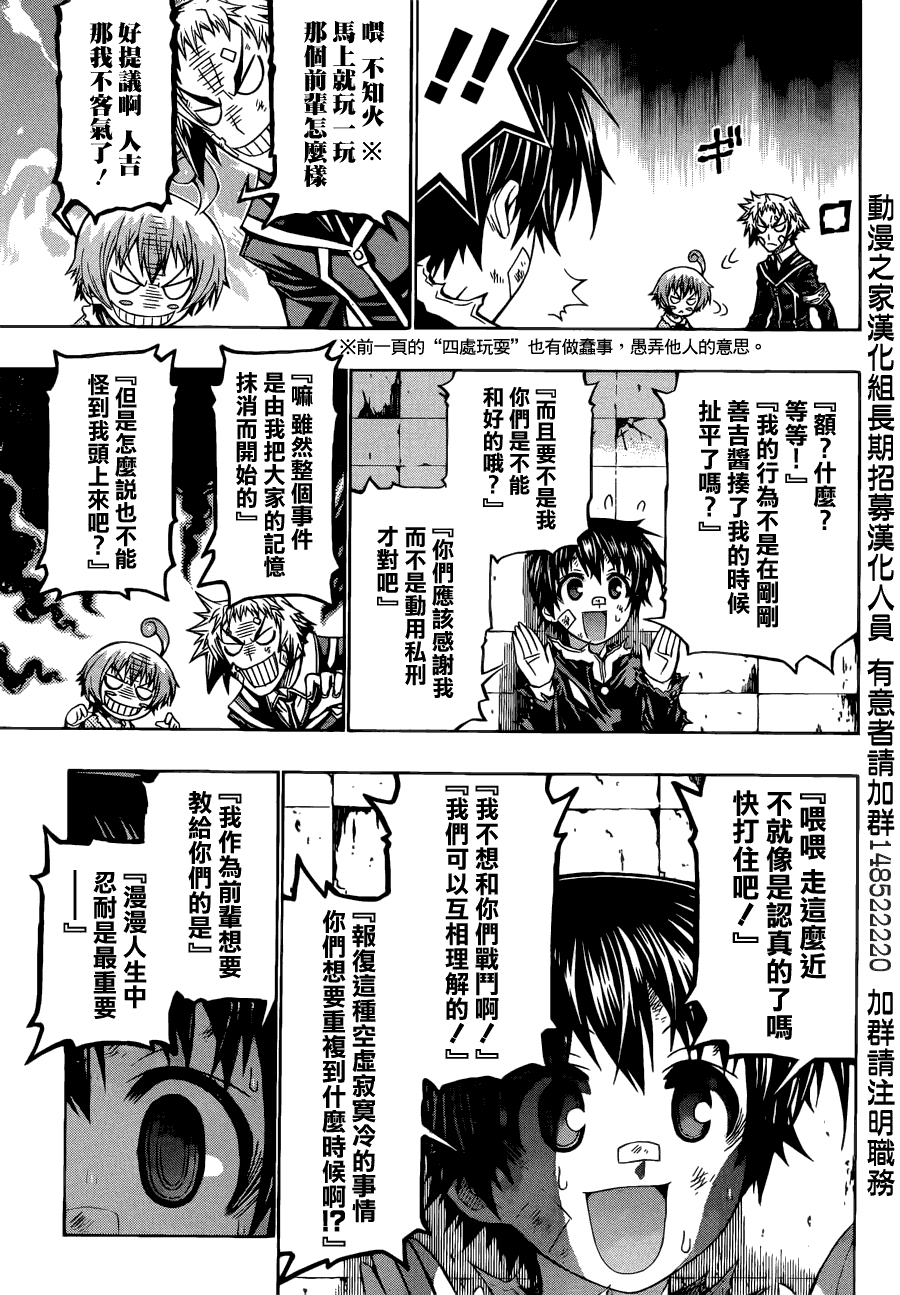 !!
ギ
ロ
喂 不知火※
馬上就玩一玩
那個前輩怎麼樣
好提議啊 人吉
那我不客氣了！
※前一頁的“四處玩耍”也有做蠢事，愚弄他人的意思。
『額？什麼？
等等！』
『我的行為不是在剛剛
善吉醬揍了我的時候
扯平了嗎？』
『而且要不是我
你們是不能
和好的哦？』
『你們應該感謝我
而不是動用私刑
才對吧』
『嘛 雖然整個事件
是由我把大家的記憶
抹消而開始的』
『但是怎麼說也不能
怪到我頭上來吧？』
『喂喂 走這麼近
不就像是認真的了嗎
快打住吧！』
『我不想和你們戰鬥啊！』
『我們可以互相理解的！』
『報復這種空虛寂寞冷的事情
你們想要重複到什麼時候啊!?』
『我作為前輩想要
教給你們的是』
『漫漫人生中
忍耐是最重要
——』
動漫之家漢化組長期招募漢化人員 有意者請加群148522220 加群請注明職務